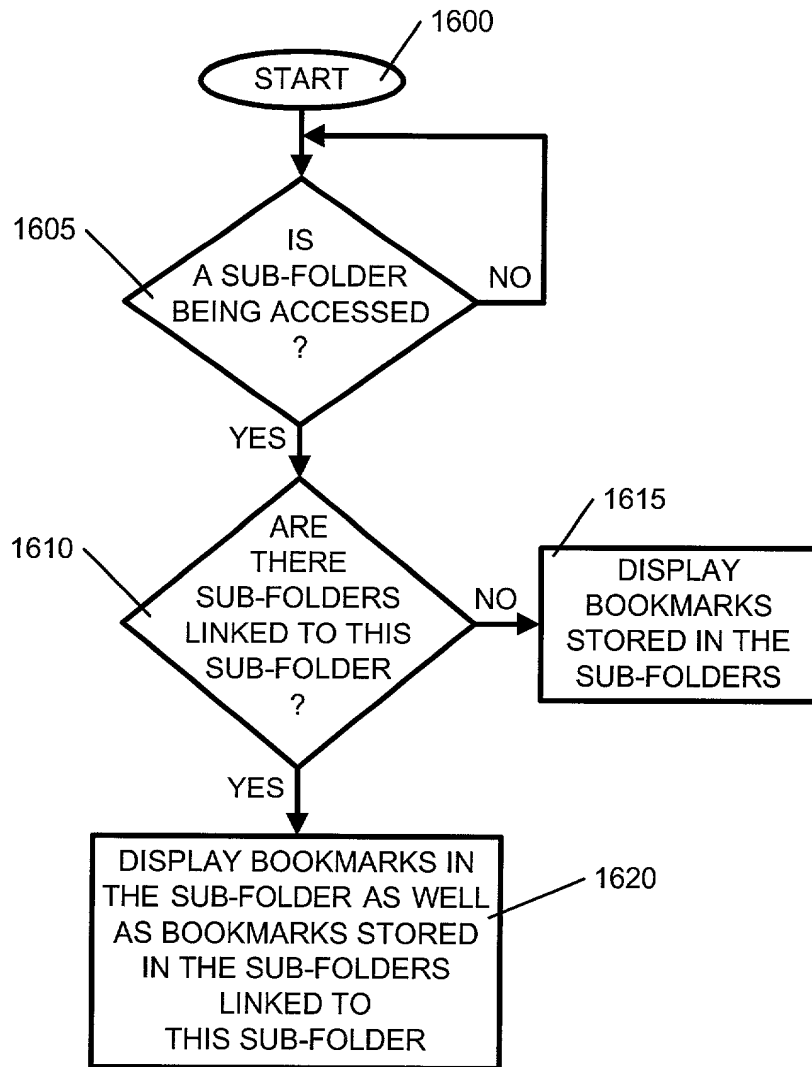 1600
START
1605
IS
A SUB-FOLDER
BEING ACCESSED
?
NO
YES
1610
ARE
THERE
SUB-FOLDERS
LINKED TO THIS
SUB-FOLDER
?
NO
1615
DISPLAY
BOOKMARKS
STORED IN THE
SUB-FOLDERS
YES
DISPLAY BOOKMARKS IN
THE SUB-FOLDER AS WELL
AS BOOKMARKS STORED
IN THE SUB-FOLDERS
LINKED TO
THIS SUB-FOLDER
1620